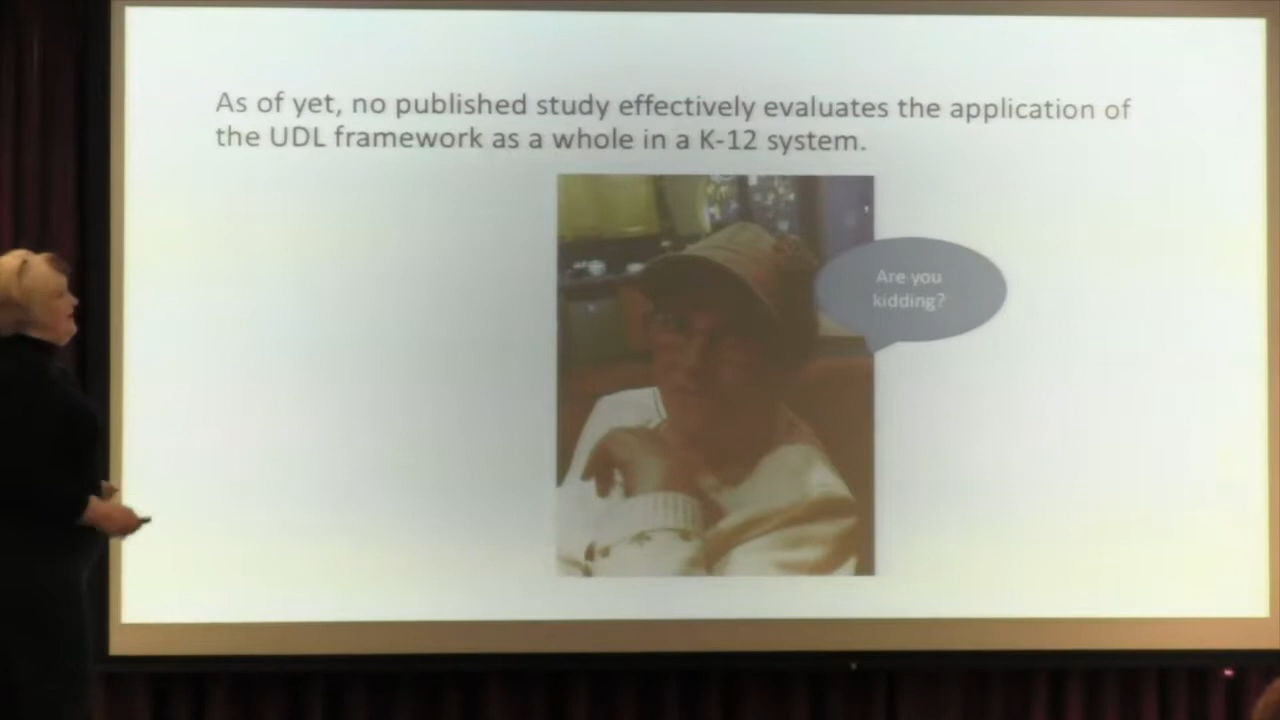 As of yet, no published study effectively evaluates the application of
the UDL framework as a whole in a K-12 system.
Are you
kidding?